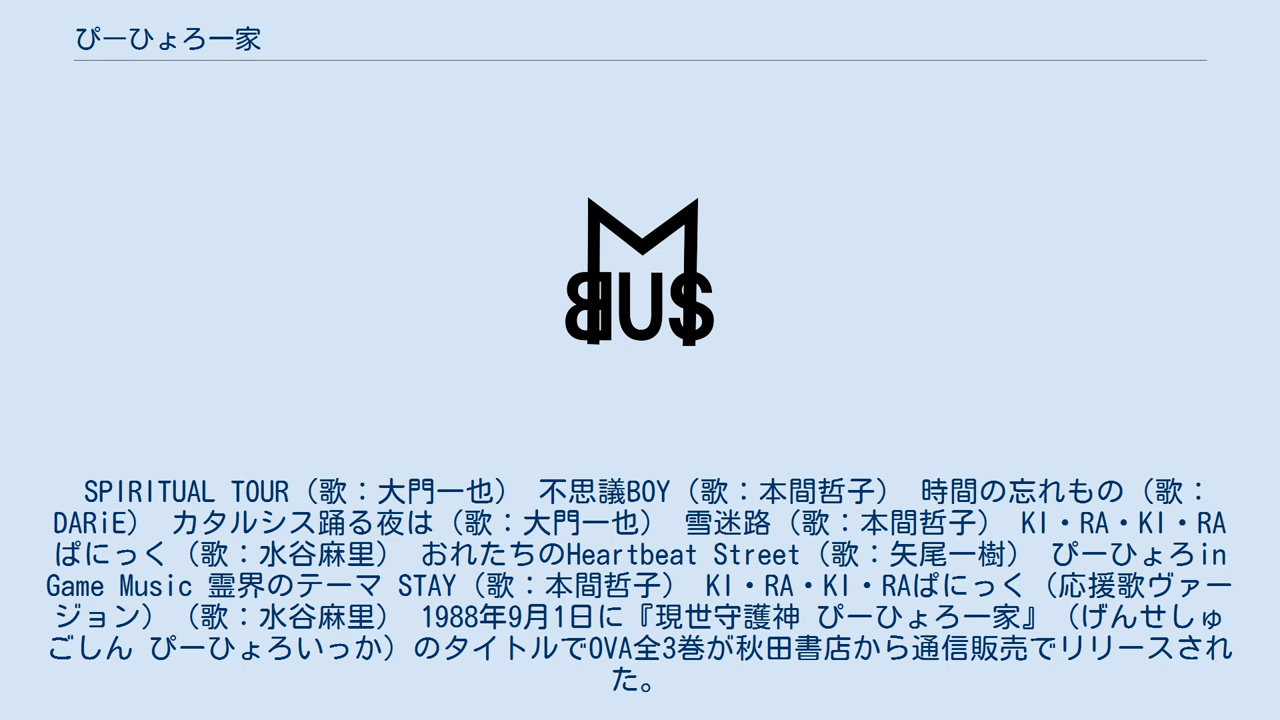 ぴーひょろ一家
M
BUS
SPIRITUAL TOUR（歌：大門一也） 不思議BOY（歌：本間哲子） 時間の忘れもの（歌：
DARiE） カタルシス踊る夜は（歌：大門一也） 雪迷路（歌：本間哲子） KI・RA・KI・RA
ぱにっく（歌：水谷麻里） おれたちのHeartbeat Street（歌：矢尾一樹） ぴーひょろin
Game Music 霊界のテーマ STAY（歌：本間哲子） KI・RA・KI・RAぱにっく（応援歌ヴァー
ジョン）（歌：水谷麻里） 1988年9月1日に『現世守護神 ぴーひょろ一家』（げんせしゅ
ごしん ぴーひょろいっか）のタイトルでOVA全3巻が秋田書店から通信販売でリリースされ
た。